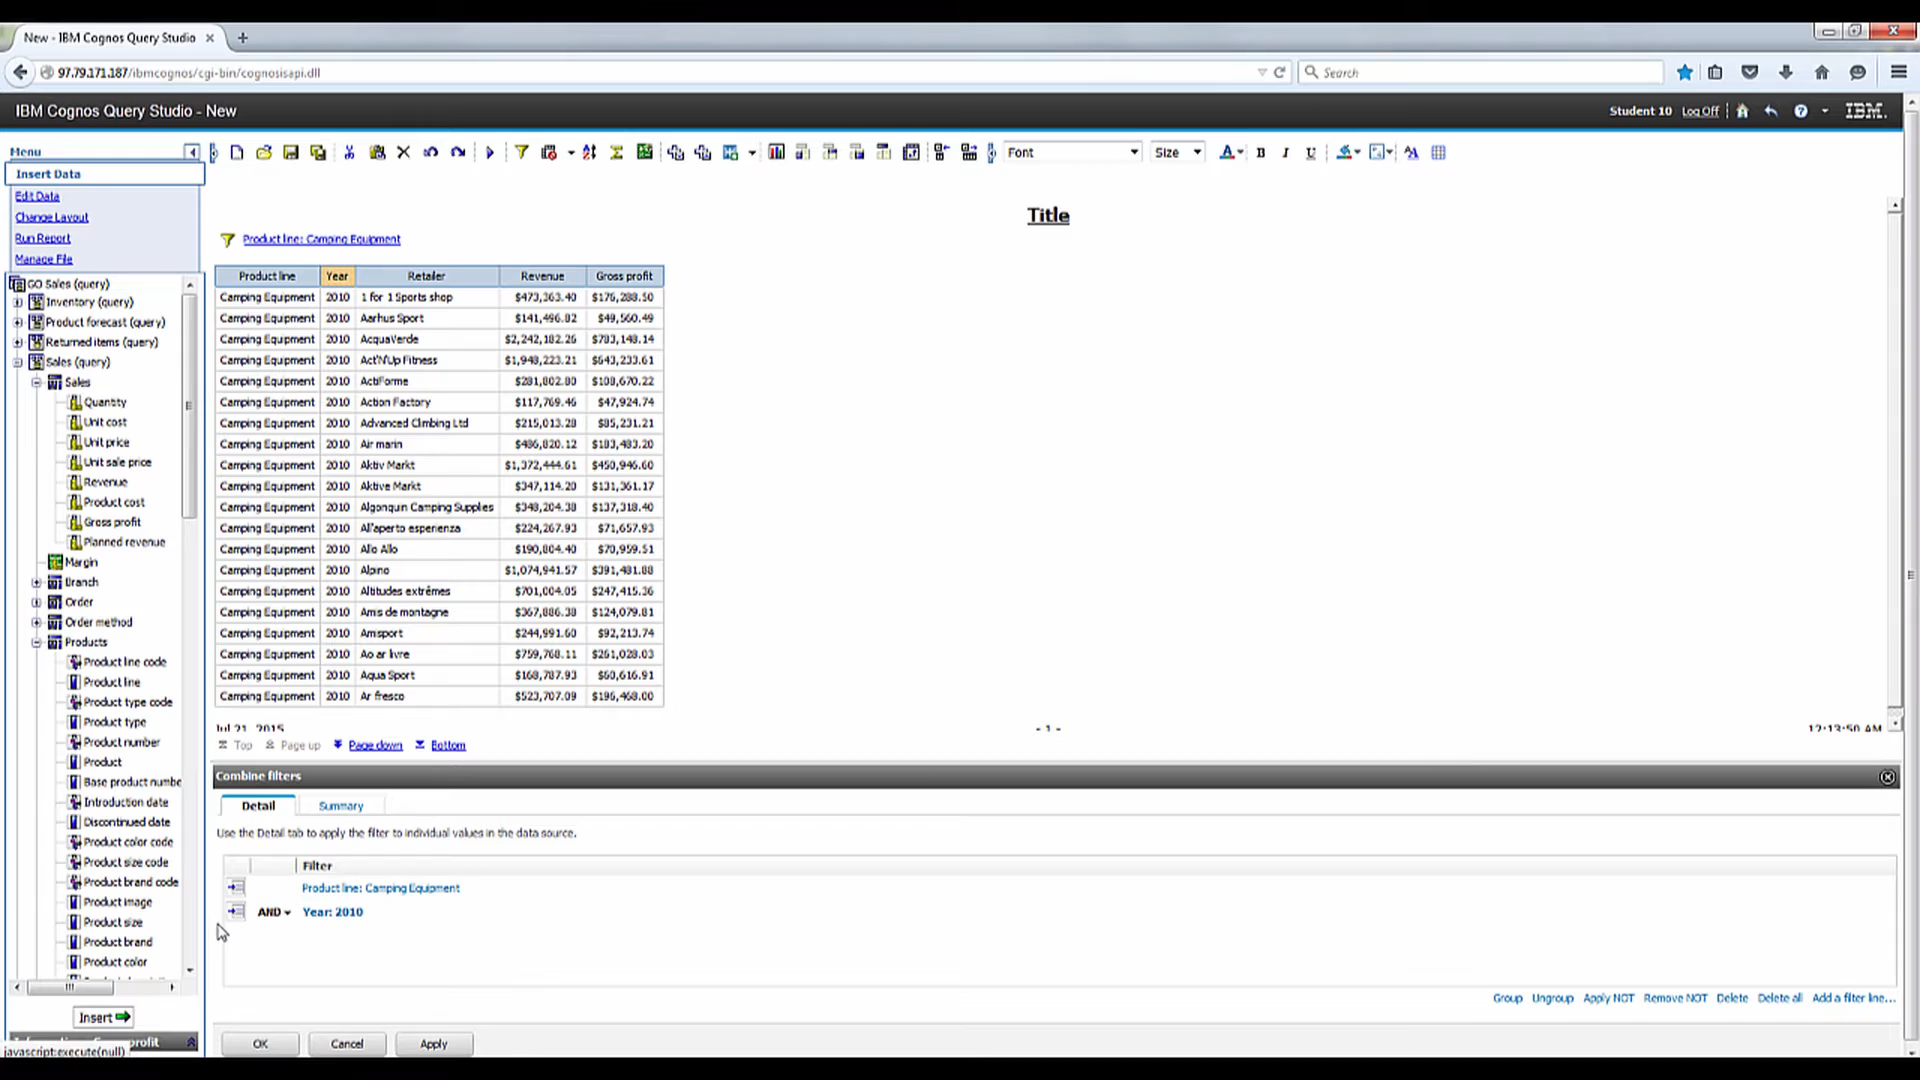 New - IBM Cognos Query Studio
97.79.171.187/ibmcognos/cgi-bin/cognosisapi.dll
Search
IBM Cognos Query Studio - New
Student 10 Log Off IBM.
Menu
Insert Data
Edit Data
Change Layout
Run Report
Manage File
GO Sales (query)
Inventory (query)
Product forecast (query)
Returned items (query)
Sales (query)
Sales
Quantity
Unit cost
Unit price
Unit sale price
Revenue
Product cost
Gross profit
Planned revenue
Margin
Branch
Order
Order method
Products
Product line code
Product line
Product type code
Product type
Product number
Product
Base product numbe
Introduction date
Discontinued date
Product color code
Product size code
Product brand code
Product image
Product size
Product brand
Product color
Insert
javascript:execute(null)
Font Size B I U
Title
Product line: Camping Equipment
Product line Year Retailer Revenue Gross profit
Camping Equipment 2010 1 for 1 Sports shop $473,363.40 $176,288.50
Camping Equipment 2010 Aarhus Sport $141,496.82 $49,560.49
Camping Equipment 2010 AcquaVerde $2,242,182.26 $783,148.14
Camping Equipment 2010 Act'N'Up Fitness $1,948,223.21 $643,233.61
Camping Equipment 2010 ActiForme $281,802.80 $108,670.22
Camping Equipment 2010 Action Factory $117,769.46 $47,924.74
Camping Equipment 2010 Advanced Climbing Ltd $215,013.28 $85,231.21
Camping Equipment 2010 Air marin $486,820.12 $183,483.20
Camping Equipment 2010 Aktiv Markt $1,372,444.61 $450,946.60
Camping Equipment 2010 Aktive Markt $347,114.20 $131,361.17
Camping Equipment 2010 Algonquin Camping Supplies $348,204.38 $137,318.40
Camping Equipment 2010 All'aperto esperienza $224,267.93 $71,657.93
Camping Equipment 2010 Allo Allo $190,804.40 $70,959.51
Camping Equipment 2010 Alpino $1,074,941.57 $391,481.88
Camping Equipment 2010 Altitudes extrêmes $701,004.05 $247,415.36
Camping Equipment 2010 Amis de montagne $367,886.38 $124,079.81
Camping Equipment 2010 Amisport $244,991.60 $92,213.74
Camping Equipment 2010 Ao ar livre $759,768.11 $261,028.03
Camping Equipment 2010 Aqua Sport $168,787.93 $60,616.91
Camping Equipment 2010 Ar fresco $523,707.09 $196,468.00
Jul 21, 2015 - 1 - 12:13:50 AM
Top Page up Page down Bottom
Combine filters
Detail Summary
Use the Detail tab to apply the filter to individual values in the data source.
Filter
Product line: Camping Equipment
AND Year: 2010
Group Ungroup Apply NOT Remove NOT Delete Delete all Add a filter line...
OK Cancel Apply